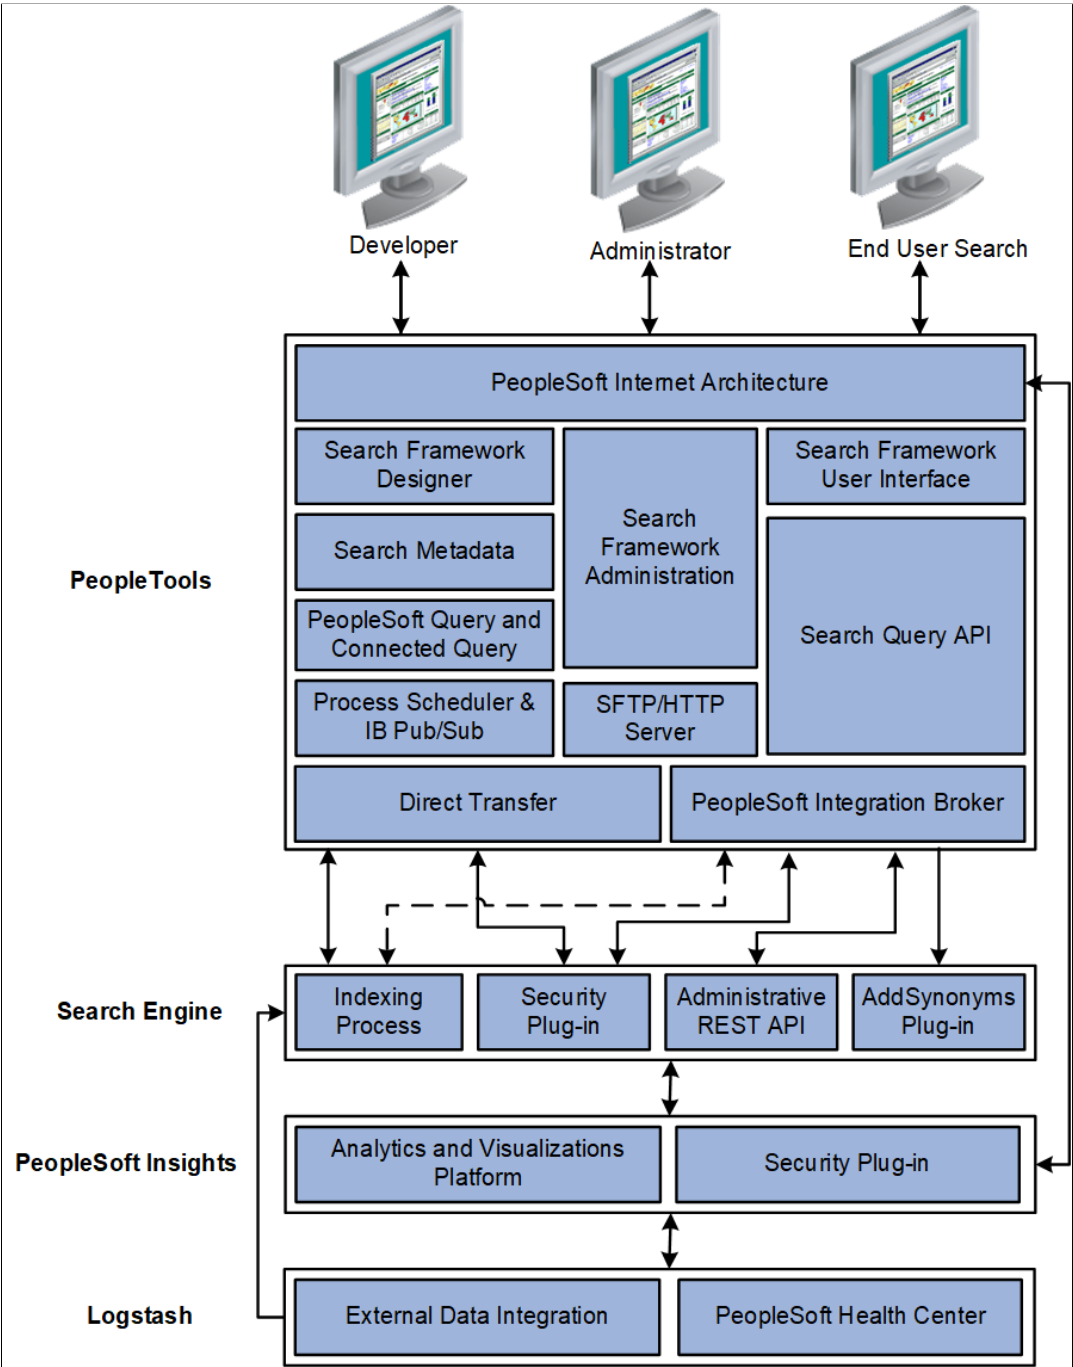 Developer
Administrator
End User Search
PeopleSoft Internet Architecture
Search Framework
Designer
Search Framework
Administration
Search Framework
User Interface
Search Metadata
PeopleTools
PeopleSoft Query and
Connected Query
Search Query API
Process Scheduler &
IB Pub/Sub
SFTP/HTTP
Server
Direct Transfer
PeopleSoft Integration Broker
Search Engine
Indexing
Process
Security
Plug-in
Administrative
REST API
AddSynonyms
Plug-in
PeopleSoft Insights
Analytics and Visualizations
Platform
Security Plug-in
Logstash
External Data Integration
PeopleSoft Health Center